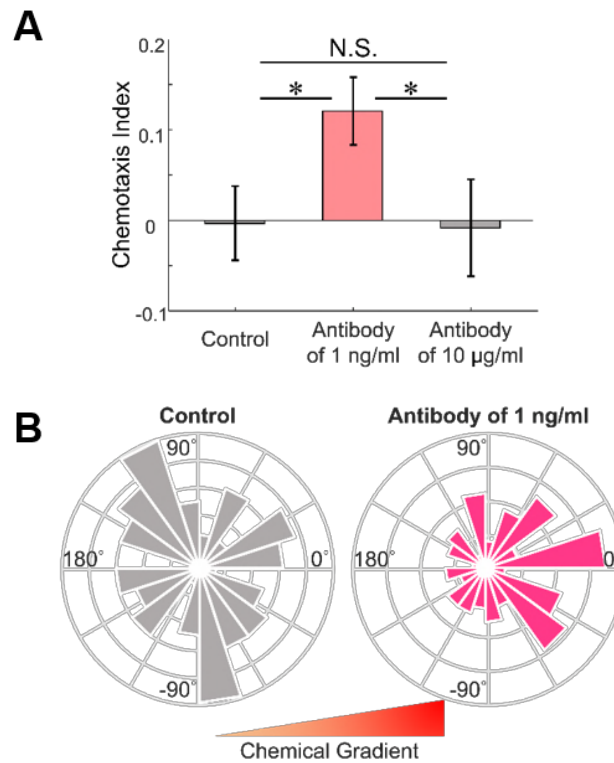 A
0.2
0.1
0
-0.1
Chemotaxis Index
N.S.
* *
Control
Antibody
of 1 ng/ml
Antibody
of 10 µg/ml
B
Control
90°
180° 0°
-90°
Antibody of 1 ng/ml
90°
180° 0
-90°
Chemical Gradient